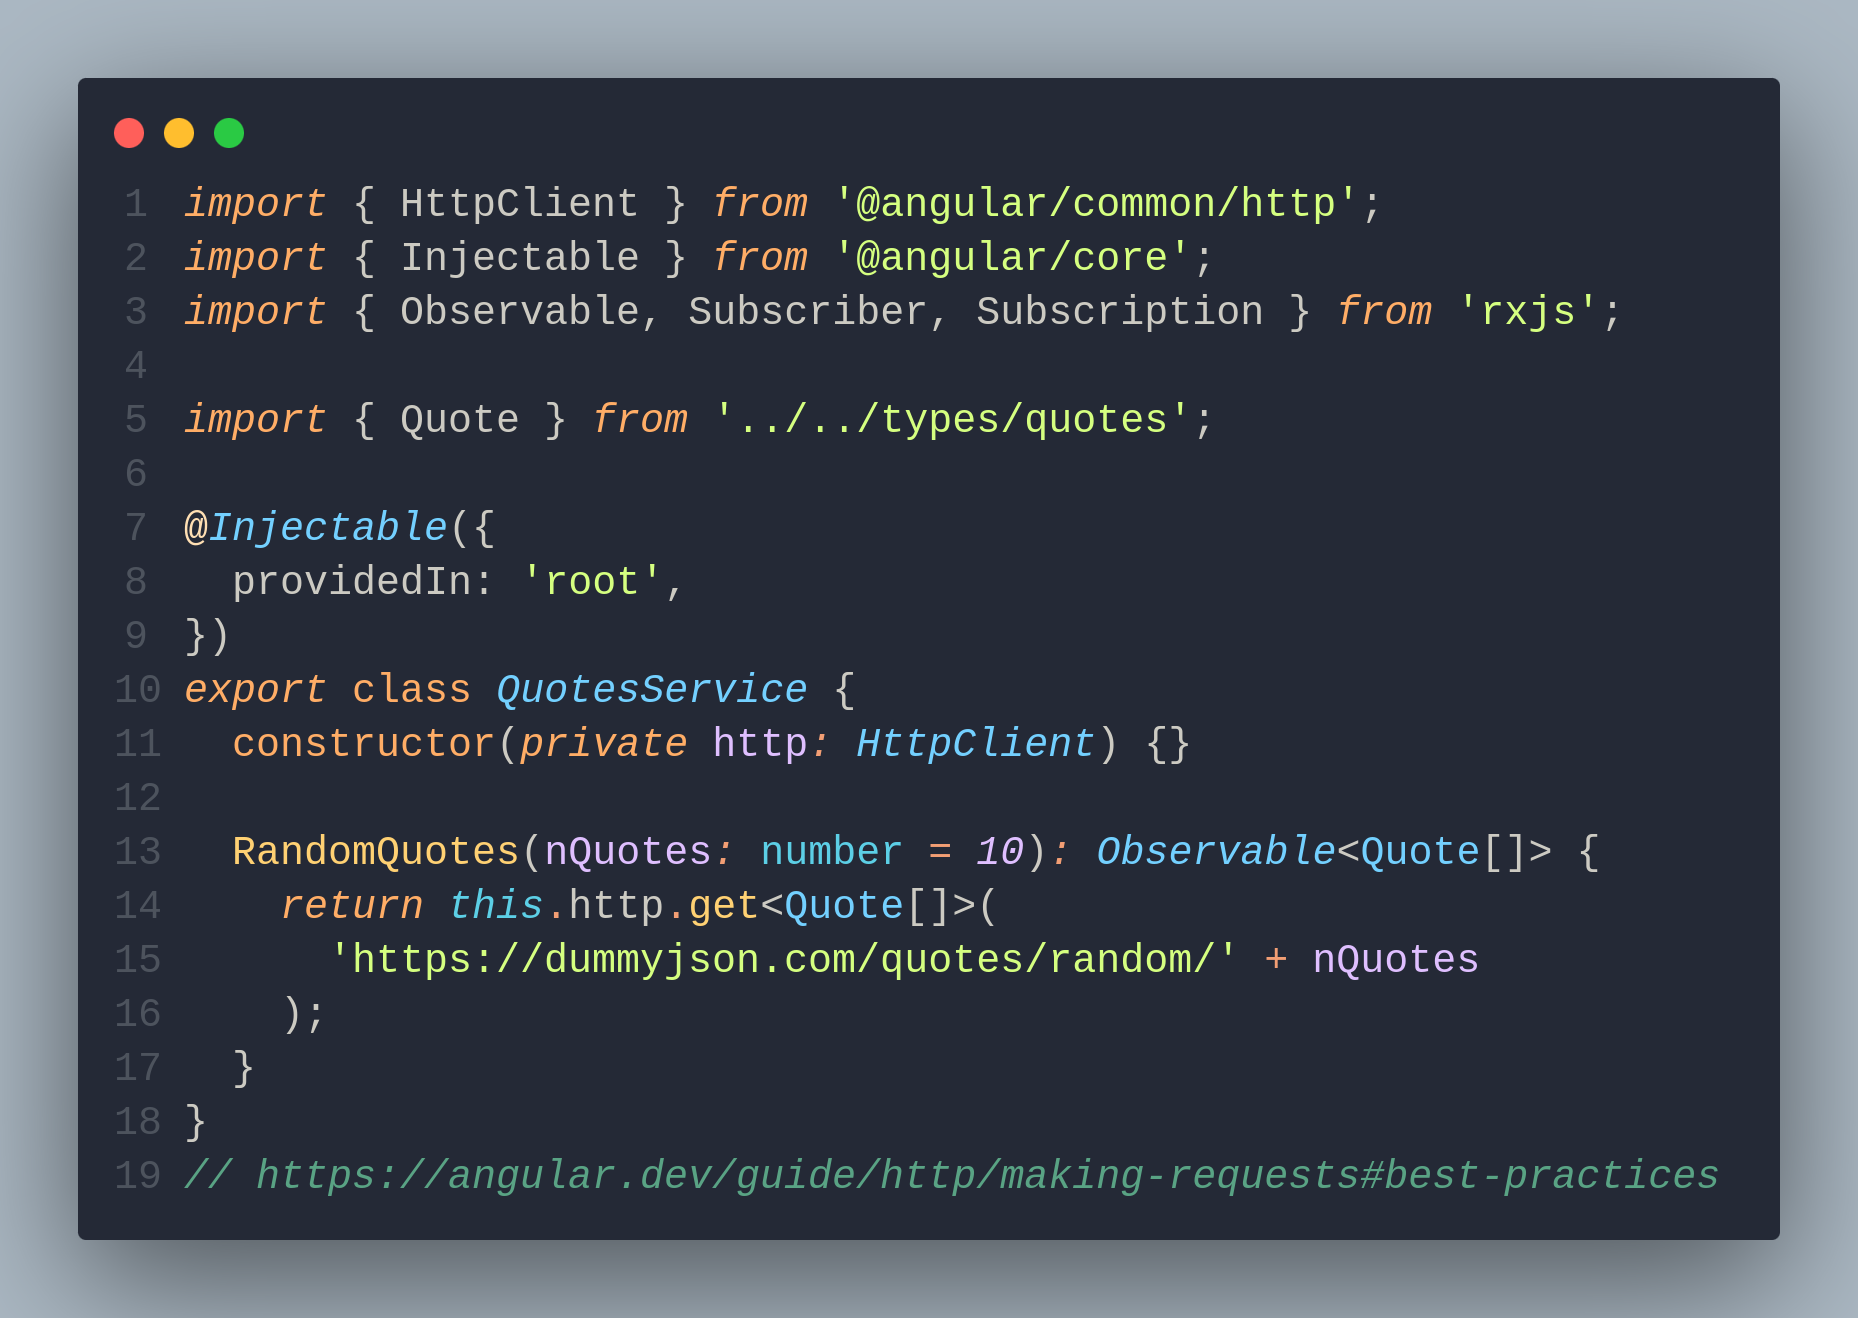 1 import { HttpClient } from '@angular/common/http';
2 import { Injectable } from '@angular/core';
3 import { Observable, Subscriber, Subscription } from 'rxjs';
4
5 import { Quote } from '../../types/quotes';
6
7 @Injectable({
8   providedIn: 'root',
9 })
10 export class QuotesService {
11   constructor(private http: HttpClient) {}
12
13   RandomQuotes(nQuotes: number = 10): Observable<Quote[]> {
14     return this.http.get<Quote[]>(
15       'https://dummyjson.com/quotes/random/' + nQuotes
16     );
17   }
18 }
19 // https://angular.dev/guide/http/making-requests#best-practices